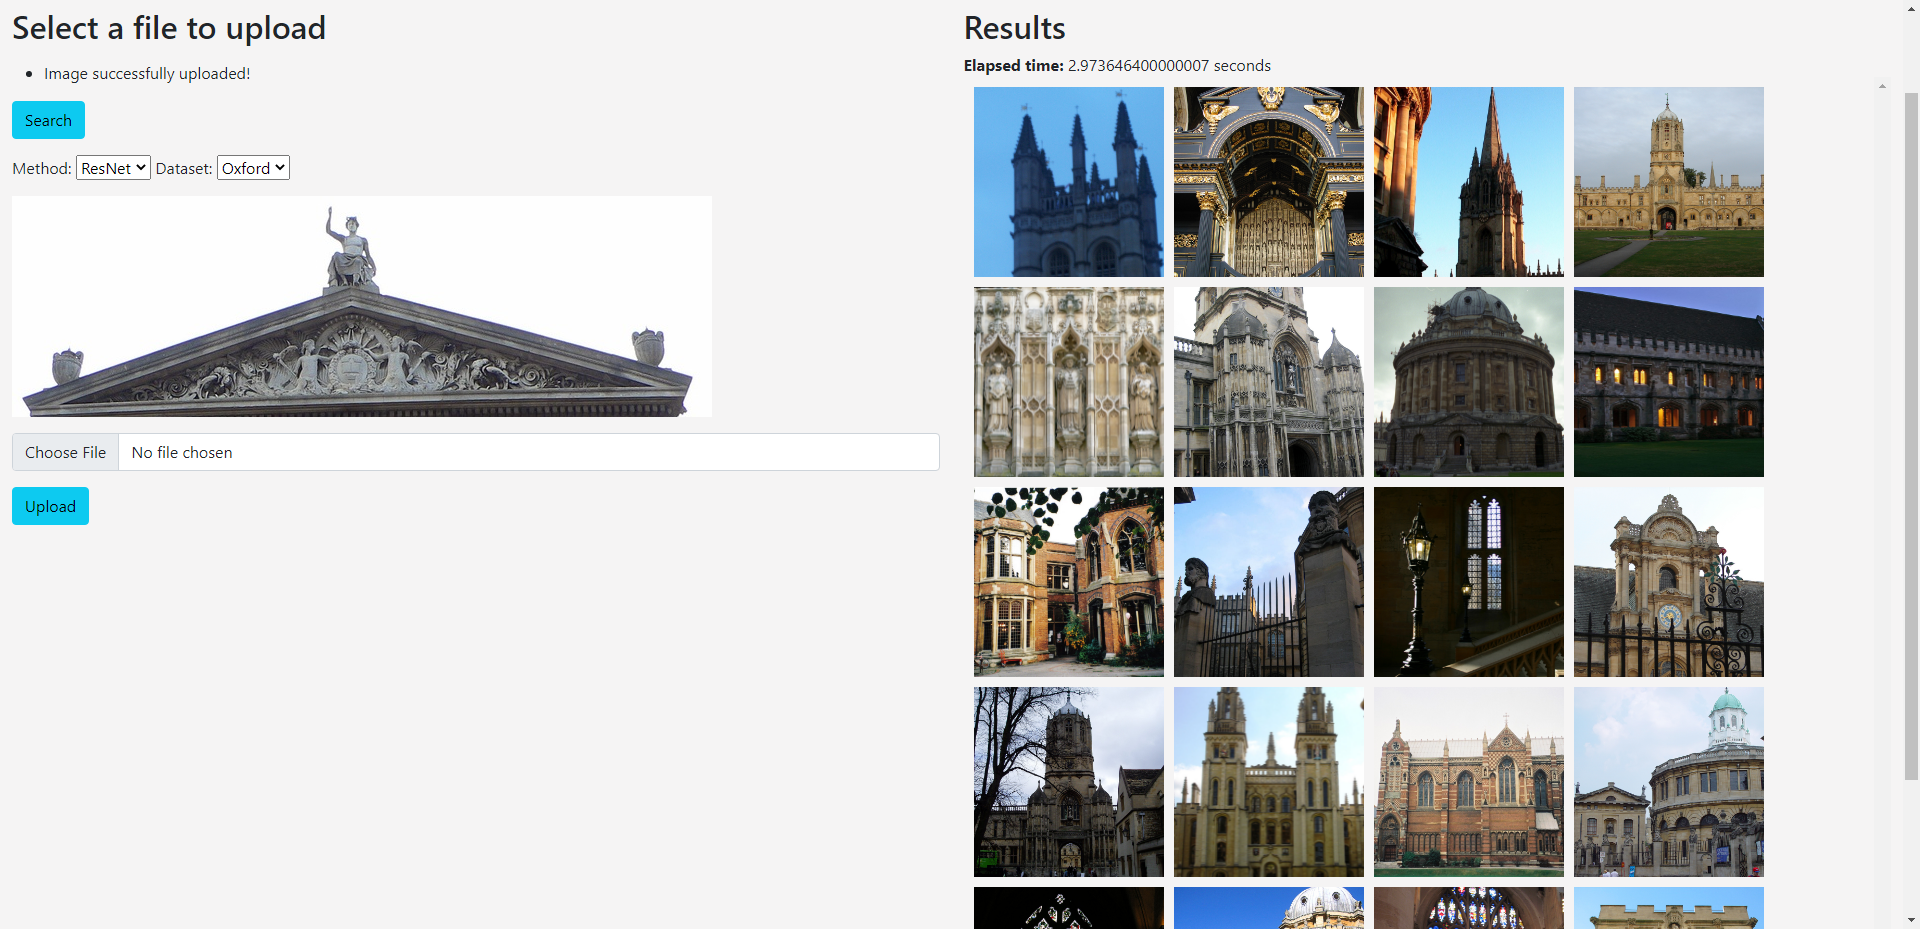 Select a file to upload
Image successfully uploaded!
Search
Method: ResNet Dataset: Oxford
Choose File No file chosen
Upload
Results
Elapsed time: 2.973646400000007 seconds